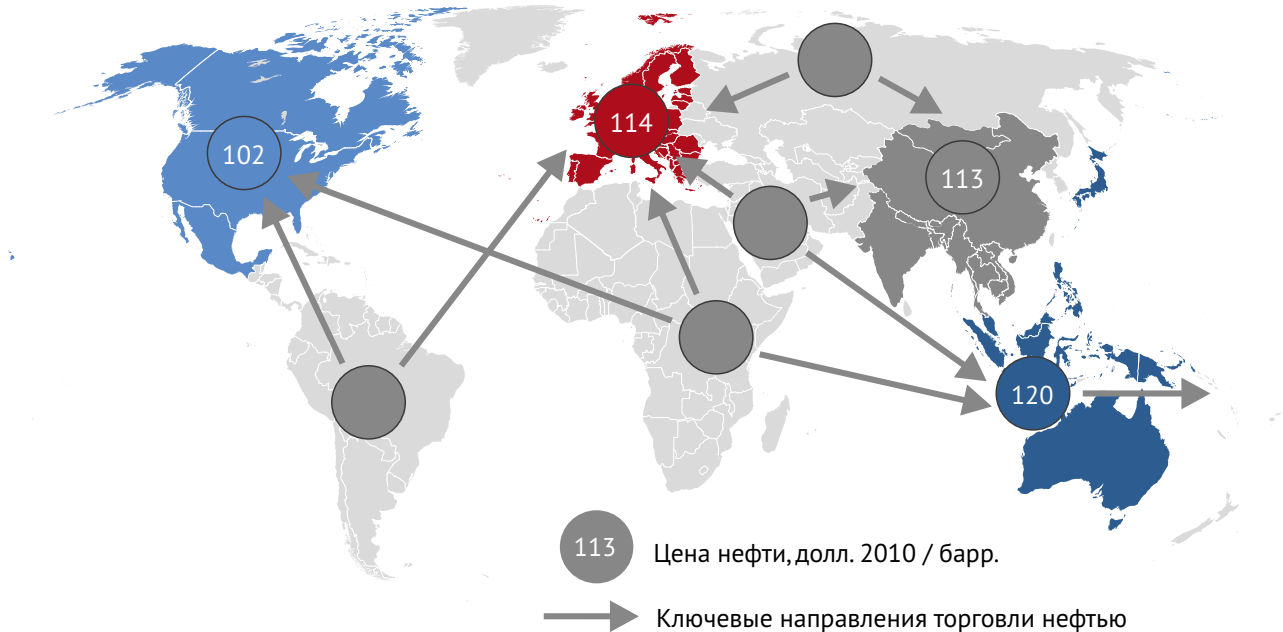 114
102
113
120
113
Цена нефти, долл. 2010 / барр.
Ключевые направления торговли нефтью